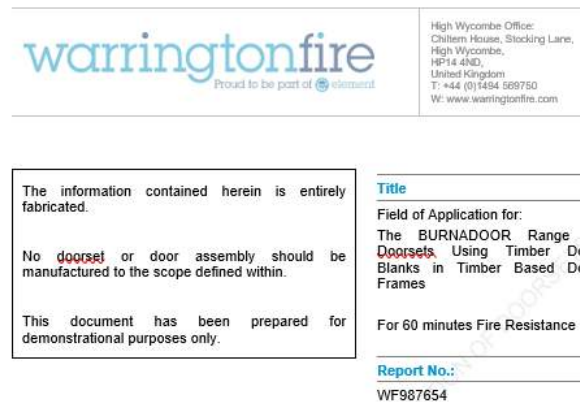 warringtonfire
Proud to be part of element
High Wycombe Office:
Chiltern House, Stocking Lane,
High Wycombe,
HP14 4ND,
United Kingdom
T: +44 (0)1494 569750
W: www.warringtonfire.com
The information contained herein is entirely
fabricated.
No doorset or door assembly should be
manufactured to the scope defined within.
This document has been prepared for
demonstrational purposes only.
Title
Field of Application for:
The BURNADOOR Range
Doorsets Using Timber
Blanks in Timber Based
Frames
For 60 minutes Fire Resistance
Report No.:
WF987654